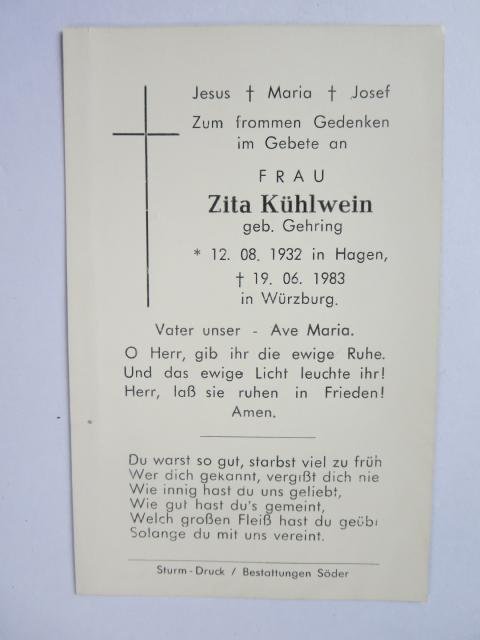 Jesus † Maria † Josef
Zum frommen Gedenken
im Gebete an
FRAU
Zita Kühlwein
geb. Gehring
* 12. 08. 1932 in Hagen,
† 19. 06. 1983
in Würzburg.
Vater unser - Ave Maria.
O Herr, gib ihr die ewige Ruhe.
Und das ewige Licht leuchte ihr!
Herr, laß sie ruhen in Frieden!
Amen.
Du warst so gut, starbst viel zu früh
Wer dich gekannt, vergißt dich nie
Wie innig hast du uns geliebt,
Wie gut hast du's gemeint,
Welch großen Fleiß hast du geübt
Solange du mit uns vereint.
Sturm-Druck / Bestattungen Söder